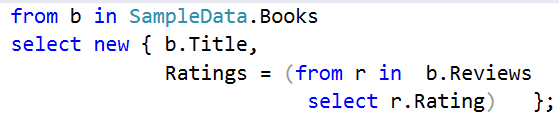 from b in SampleData.Books
select new { b.Title,
Ratings = (from r in b.Reviews
select r.Rating) };